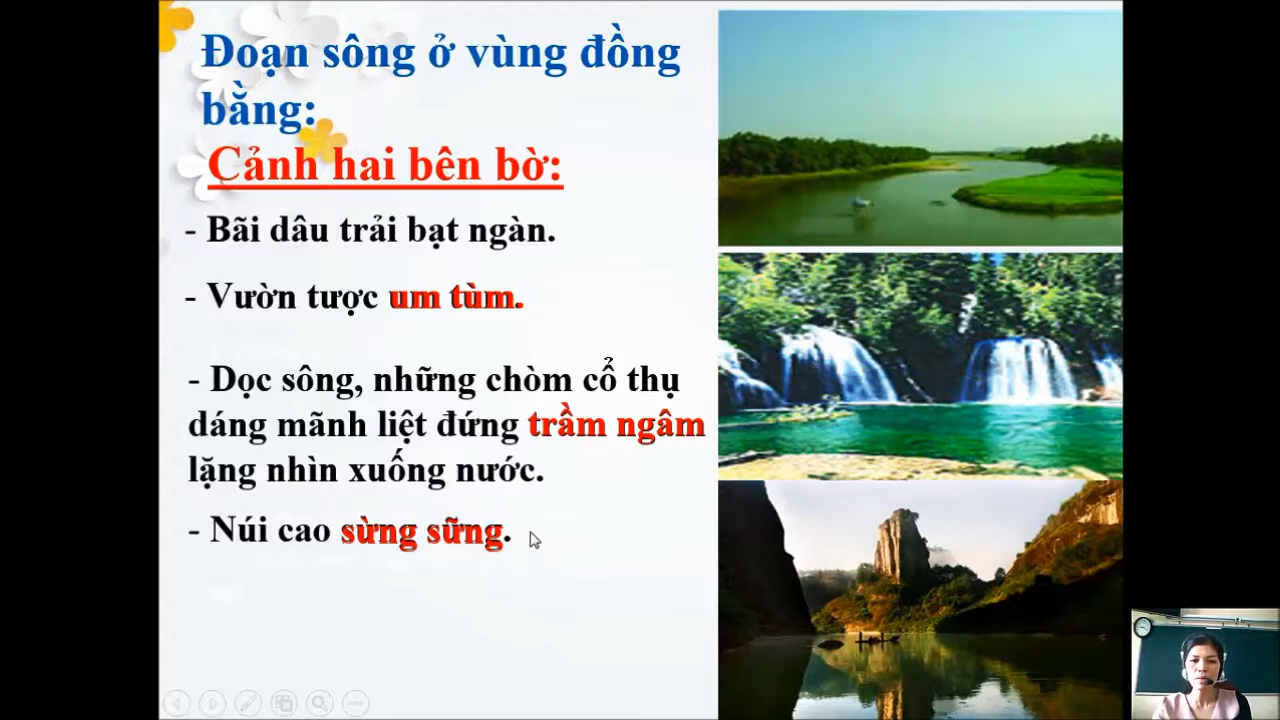 Đoạn sông ở vùng đồng
bằng:
Cảnh hai bên bờ:
- Bãi dâu trải bạt ngàn.
- Vườn tược um tùm.
- Dọc sông, những chòm cổ thụ
dáng mãnh liệt đứng trầm ngâm
lặng nhìn xuống nước.
- Núi cao sừng sững.